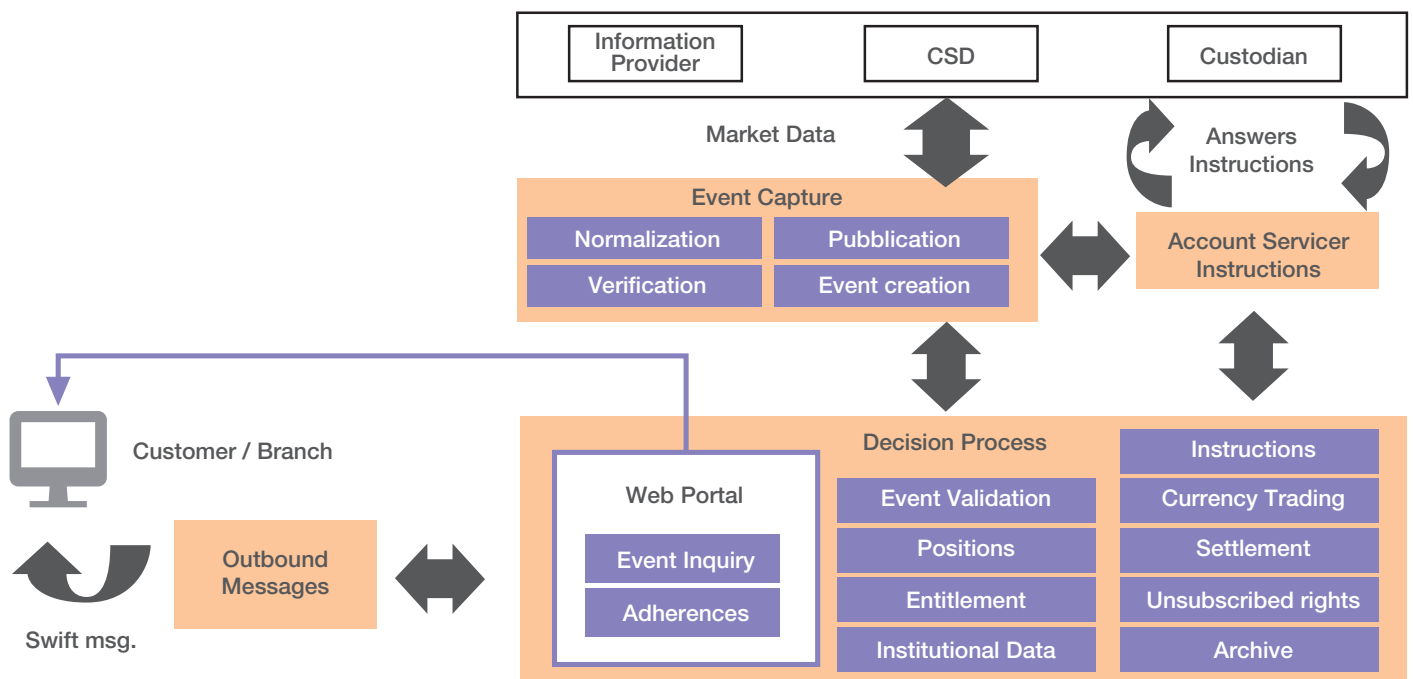 Information
Provider
CSD
Custodian
Market Data
Answers
Instructions
Event Capture
Normalization
Pubblication
Verification
Event creation
Account Servicer
Instructions
Customer / Branch
Decision Process
Web Portal
Event Inquiry
Adherences
Event Validation
Positions
Entitlement
Institutional Data
Instructions
Currency Trading
Settlement
Unsubscribed rights
Archive
Outbound
Messages
Swift msg.